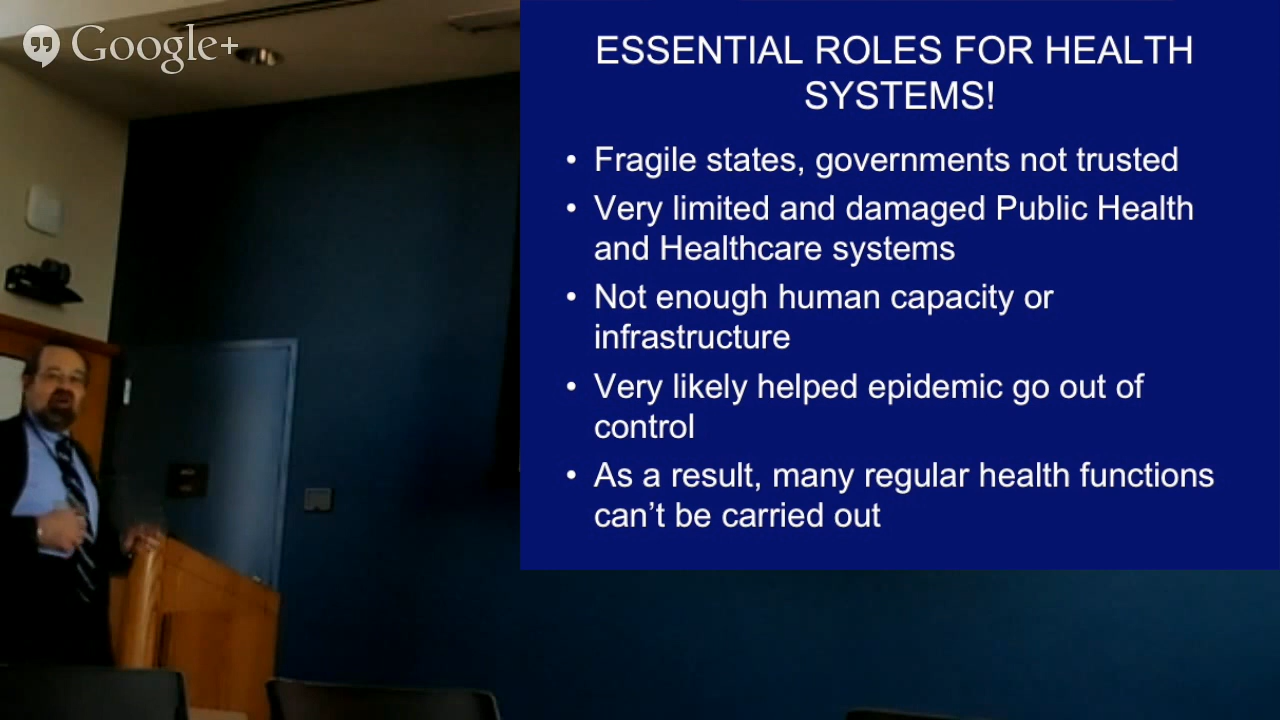 Google+
ESSENTIAL ROLES FOR HEALTH
SYSTEMS!
• Fragile states, governments not trusted
• Very limited and damaged Public Health
and Healthcare systems
• Not enough human capacity or
infrastructure
• Very likely helped epidemic go out of
control
• As a result, many regular health functions
can't be carried out